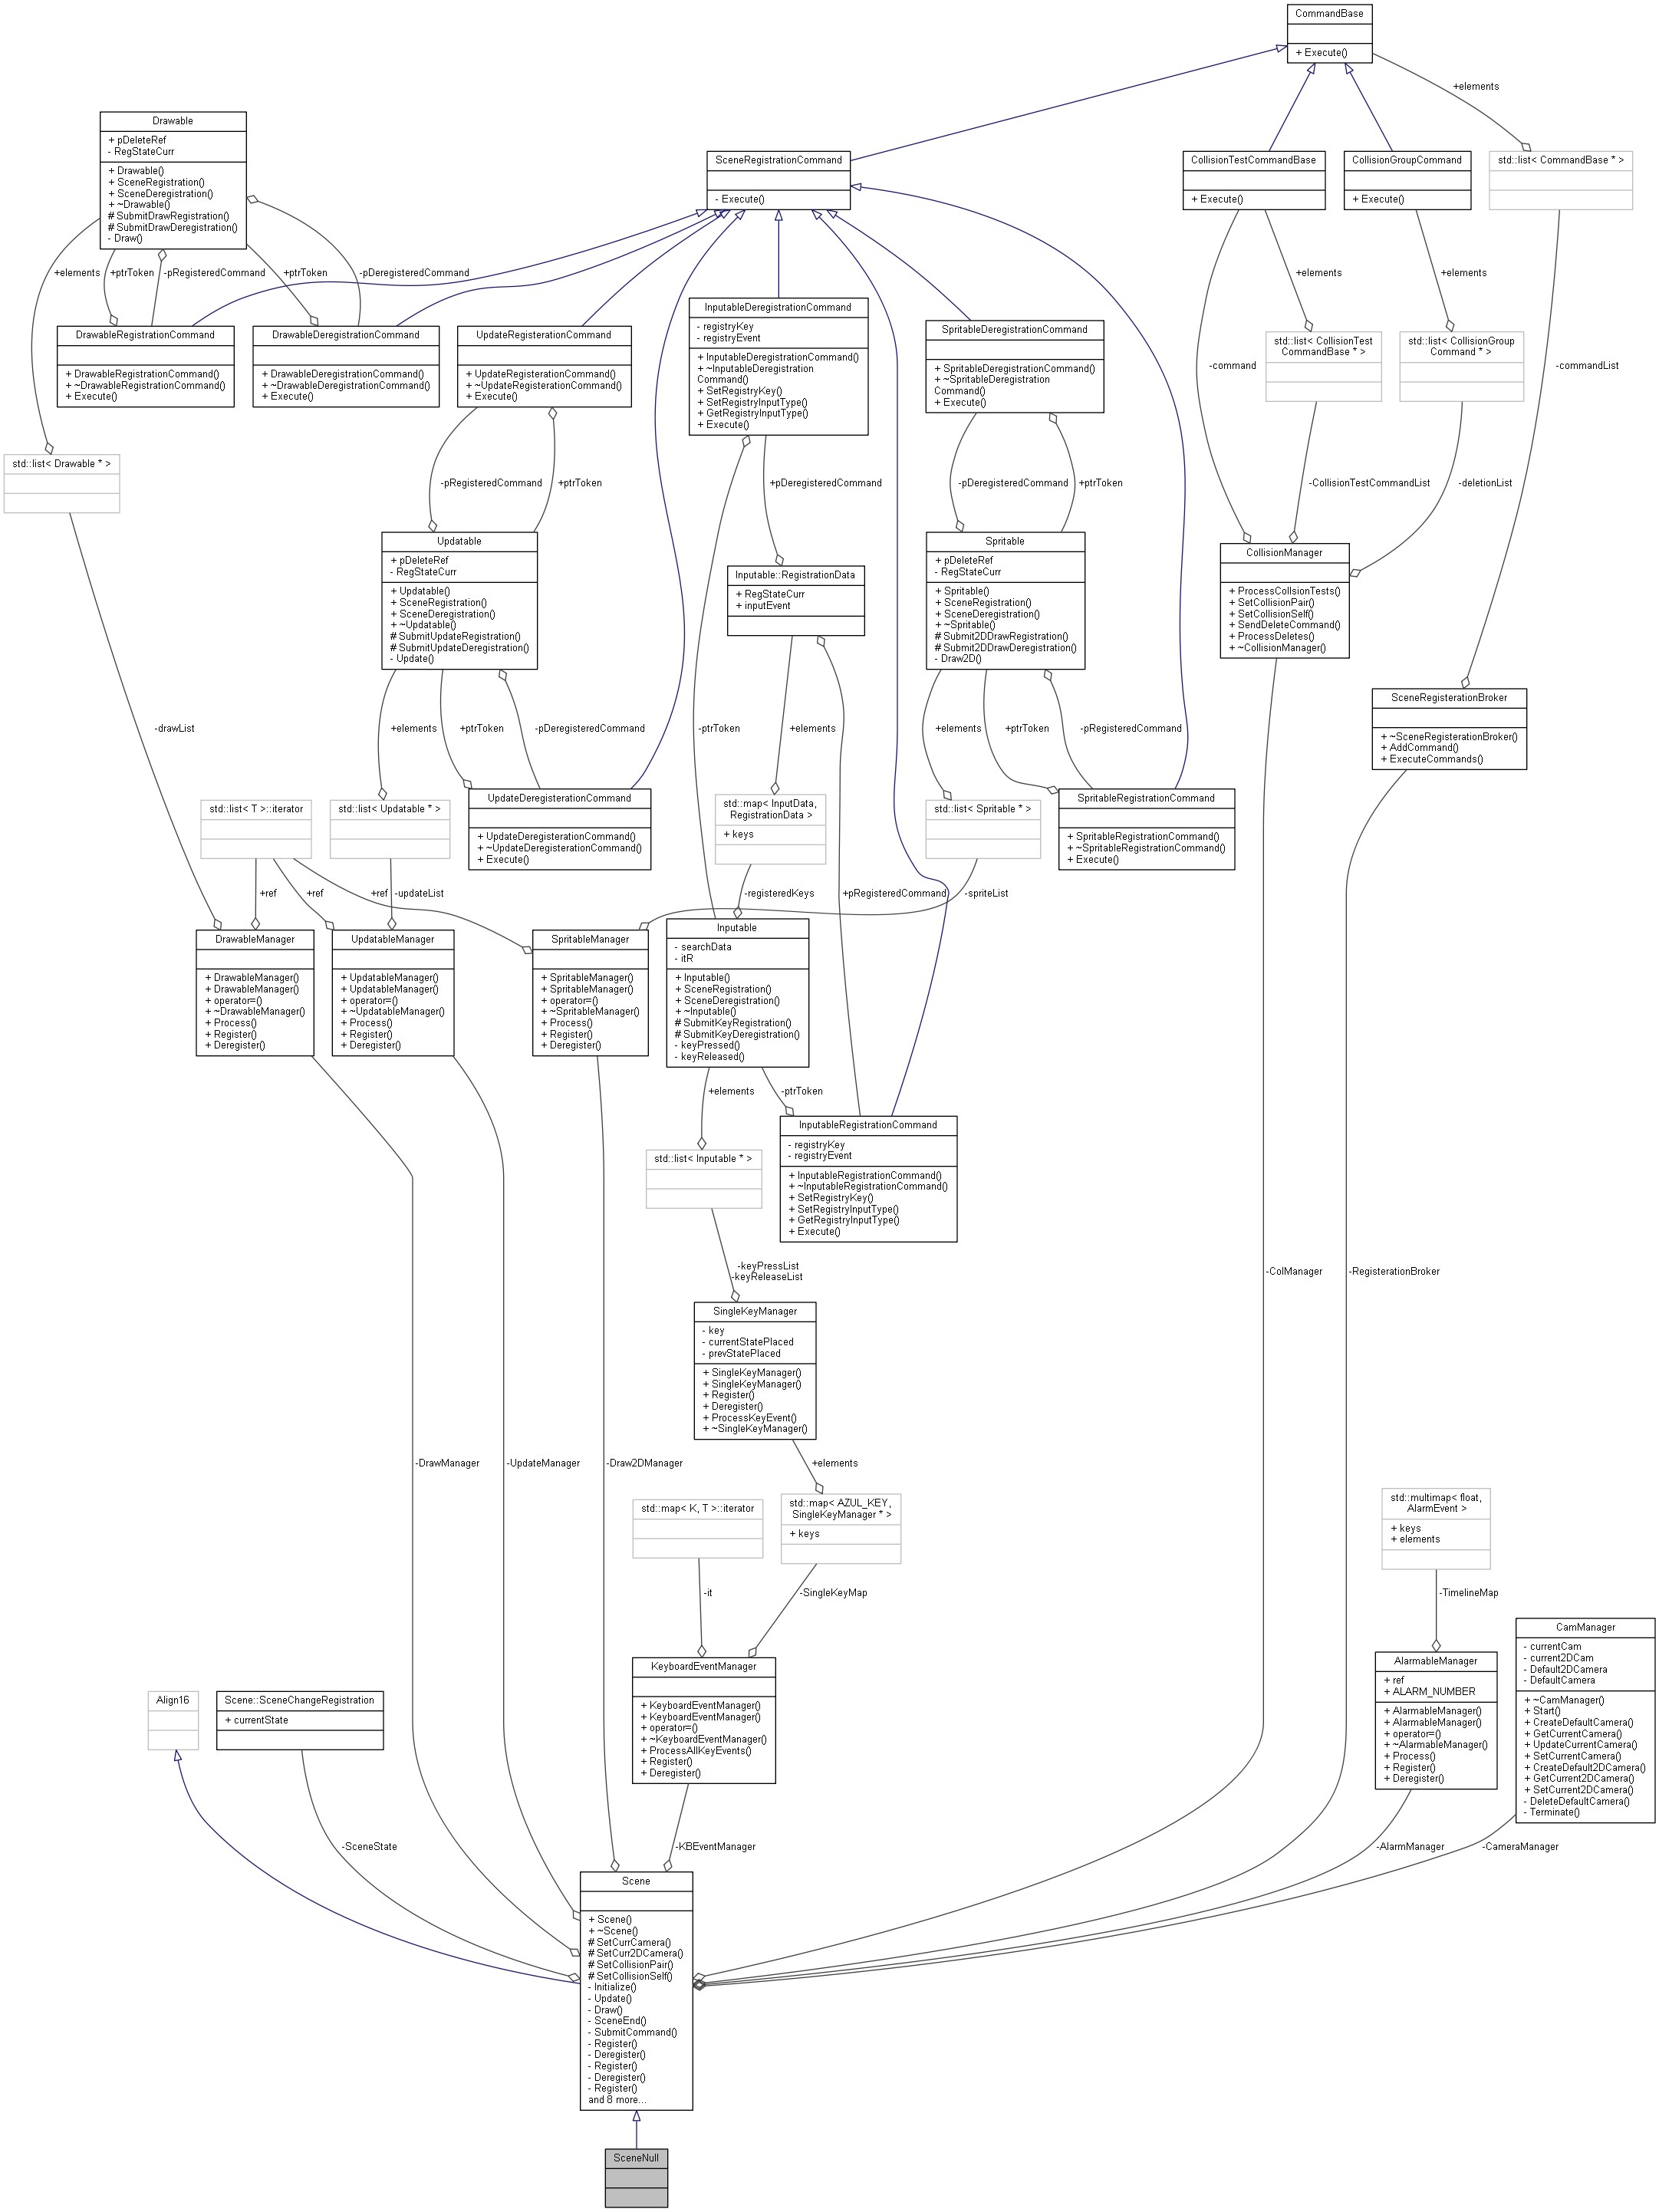 CommandBase
+ Execute()
+elements
Drawable
+ pDeleteRef
- RegStateCurr
+ Drawable()
+ SceneRegistration()
+ SceneDeregistration()
+ ~Drawable()
# SubmitDrawRegistration()
# SubmitDrawDeregistration()
- Draw()
SceneRegistrationCommand
- Execute()
CollisionTestCommandBase
+ Execute()
CollisionGroupCommand
+ Execute()
std::list< CommandBase * >
+elements
+ptrToken
-pRegisteredCommand
+ptrToken
-pDeregisteredCommand
+elements
+elements
DrawableRegistrationCommand
+ DrawableRegistrationCommand()
+ ~DrawableRegistrationCommand()
+ Execute()
DrawableDeregistrationCommand
+ DrawableDeregistrationCommand()
+ ~DrawableDeregistrationCommand()
+ Execute()
UpdateRegisterationCommand
+ UpdateRegisterationCommand()
+ ~UpdateRegisterationCommand()
+ Execute()
InputableDeregistrationCommand
- registryKey
- registryEvent
+ InputableDeregistrationCommand()
+ ~InputableDeregistration
Command()
+ SetRegistryKey()
+ SetRegistryInputType()
+ GetRegistryInputType()
+ Execute()
SpritableDeregistrationCommand
+ SpritableDeregistrationCommand()
+ ~SpritableDeregistration
Command()
+ Execute()
-command
std::list< CollisionTest
CommandBase * >
std::list< CollisionGroup
Command * >
-commandList
std::list< Drawable * >
-pRegisteredCommand
+ptrToken
+pDeregisteredCommand
-pDeregisteredCommand
+ptrToken
-CollisionTestCommandList
-deletionList
Updatable
+ pDeleteRef
- RegStateCurr
+ Updatable()
+ SceneRegistration()
+ SceneDeregistration()
+ ~Updatable()
# SubmitUpdateRegistration()
# SubmitUpdateDeregistration()
- Update()
Inputable::RegistrationData
+ RegStateCurr
+ inputEvent
Spritable
+ pDeleteRef
- RegStateCurr
+ Spritable()
+ SceneRegistration()
+ SceneDeregistration()
+ ~Spritable()
# Submit2DDrawRegistration()
# Submit2DDrawDeregistration()
- Draw2D()
CollisionManager
+ ProcessCollsionTests()
+ SetCollisionPair()
+ SetCollisionSelf()
+ SendDeleteCommand()
+ ProcessDeletes()
+ ~CollisionManager()
SceneRegisterationBroker
+ ~SceneRegisterationBroker()
+ AddCommand()
+ ExecuteCommands()
-drawList
+elements
+ptrToken
-pDeregisteredCommand
-ptrToken
+elements
+elements
+ptrToken
-pRegisteredCommand
std::list< T >::iterator
std::list< Updatable * >
UpdateDeregisterationCommand
+ UpdateDeregisterationCommand()
+ ~UpdateDeregisterationCommand()
+ Execute()
std::map< InputData,
RegistrationData >
+ keys
std::list< Spritable * >
SpritableRegistrationCommand
+ SpritableRegistrationCommand()
+ ~SpritableRegistrationCommand()
+ Execute()
+ref
+ref
+ref
-updateList
-registeredKeys
+pRegisteredCommand
-spriteList
DrawableManager
+ DrawableManager()
+ DrawableManager()
+ operator=()
+ ~DrawableManager()
+ Process()
+ Register()
+ Deregister()
UpdatableManager
+ UpdatableManager()
+ UpdatableManager()
+ operator=()
+ ~UpdatableManager()
+ Process()
+ Register()
+ Deregister()
SpritableManager
+ SpritableManager()
+ SpritableManager()
+ operator=()
+ ~SpritableManager()
+ Process()
+ Register()
+ Deregister()
Inputable
- searchData
- itR
+ Inputable()
+ SceneRegistration()
+ SceneDeregistration()
+ ~Inputable()
# SubmitKeyRegistration()
# SubmitKeyDeregistration()
- keyPressed()
- keyReleased()
+elements
-ptrToken
std::list< Inputable * >
InputableRegistrationCommand
- registryKey
- registryEvent
+ InputableRegistrationCommand()
+ ~InputableRegistrationCommand()
+ SetRegistryKey()
+ SetRegistryInputType()
+ GetRegistryInputType()
+ Execute()
-keyPressList
-keyReleaseList
-ColManager
-RegisterationBroker
SingleKeyManager
- key
- currentStatePlaced
- prevStatePlaced
+ SingleKeyManager()
+ SingleKeyManager()
+ Register()
+ Deregister()
+ ProcessKeyEvent()
+ ~SingleKeyManager()
-DrawManager
-UpdateManager
-Draw2DManager
+elements
std::map< K, T >::iterator
std::map< AZUL_KEY,
SingleKeyManager * >
+ keys
std::multimap< float,
AlarmEvent >
+ keys
+ elements
-it
-SingleKeyMap
-TimelineMap
Align16
Scene::SceneChangeRegistration
+ currentState
KeyboardEventManager
+ KeyboardEventManager()
+ KeyboardEventManager()
+ operator=()
+ ~KeyboardEventManager()
+ ProcessAllKeyEvents()
+ Register()
+ Deregister()
AlarmableManager
+ ref
+ ALARM_NUMBER
+ AlarmableManager()
+ AlarmableManager()
+ operator=()
+ ~AlarmableManager()
+ Process()
+ Register()
+ Deregister()
CamManager
- currentCam
- current2DCam
- Default2DCamera
- DefaultCamera
+ ~CamManager()
+ Start()
+ CreateDefaultCamera()
+ GetCurrentCamera()
+ UpdateCurrentCamera()
+ SetCurrentCamera()
+ CreateDefault2DCamera()
+ GetCurrent2DCamera()
+ SetCurrent2DCamera()
- DeleteDefaultCamera()
- Terminate()
-SceneState
-KBEventManager
-AlarmManager
-CameraManager
Scene
+ Scene()
+ ~Scene()
# SetCurrCamera()
# SetCurr2DCamera()
# SetCollisionPair()
# SetCollisionSelf()
- Initialize()
- Update()
- Draw()
- SceneEnd()
- SubmitCommand()
- Register()
- Deregister()
- Register()
- Deregister()
- Register()
and 8 more...
SceneNull